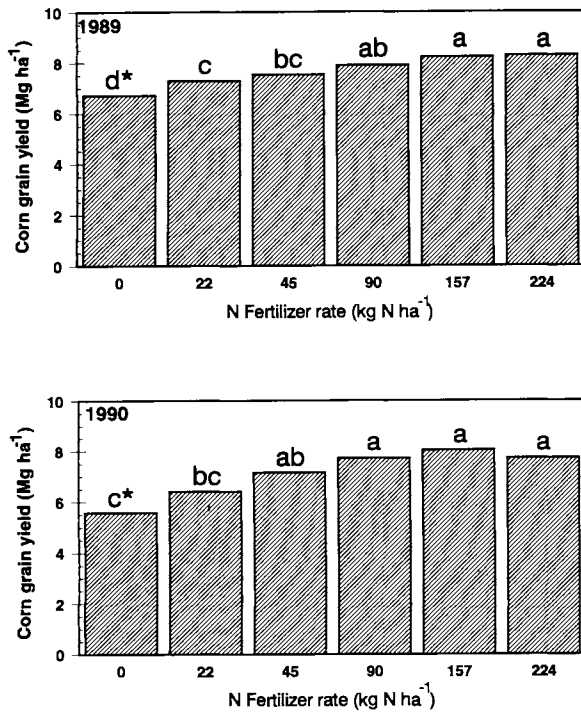 1989
Corn grain yield (Mg ha⁻¹)
10
8
6
4
2
0
d* c bc ab a a
0 22 45 90 157 224
N Fertilizer rate (kg N ha⁻¹)
1990
Corn grain yield (Mg ha⁻¹)
10
8
6
4
2
0
c* bc ab a a a
0 22 45 90 157 224
N Fertilizer rate (kg N ha⁻¹)